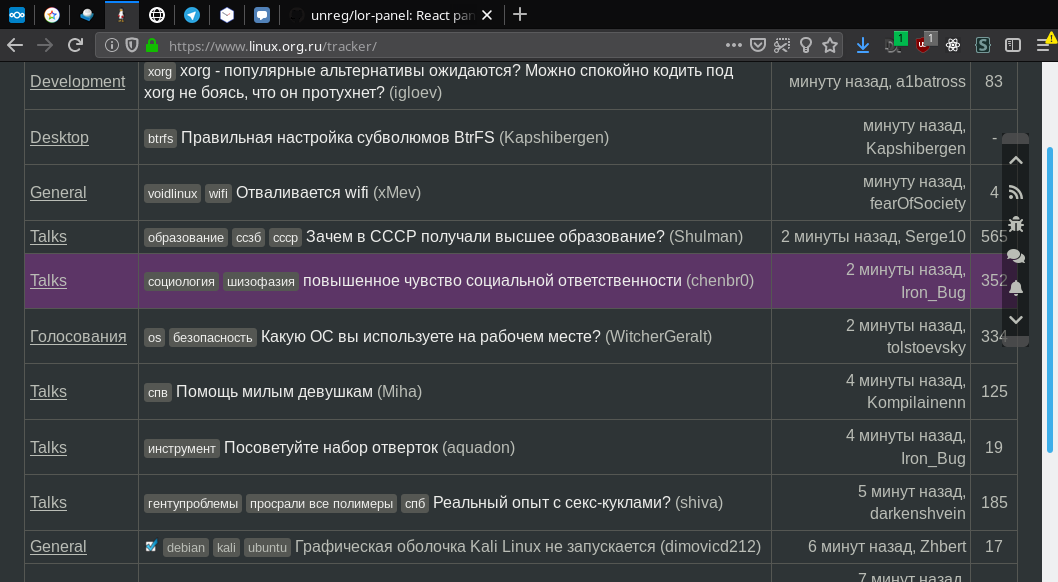 unreg/lor-panel: React pan
https://www.linux.org.ru/tracker/
1
1
Development
xorg xorg - популярные альтернативы ожидаются? Можно спокойно кодить под
xorg не боясь, что он протухнет? (igloev)
минуту назад, a1batross
83
Desktop
btrfs Правильная настройка субволюмов BtrFS (Kapshibergen)
минуту назад,
Kapshibergen
-
General
voidlinux wifi Отваливается wifi (xMev)
минуту назад,
fearOfSociety
4
Talks
образование ссзб ссср Зачем в СССР получали высшее образование? (Shulman)
2 минуты назад, Serge10
565
Talks
социология шизофазия повышенное чувство социальной ответственности (chenbr0)
2 минуты назад,
Iron_Bug
352
Голосования
os безопасность Какую ОС вы используете на рабочем месте? (WitcherGeralt)
2 минуты назад,
tolstoevsky
334
Talks
спв Помощь милым девушкам (Miha)
4 минуты назад,
Kompilainenn
125
Talks
инструмент Посоветуйте набор отверток (aquadon)
4 минуты назад,
Iron_Bug
19
Talks
гентупроблемы просрали все полимеры спб Реальный опыт с секс-куклами? (shiva)
5 минут назад,
darkenshvein
185
General
debian kali ubuntu Графическая оболочка Kali Linux не запускается (dimovicd212)
6 минут назад, Zhbert
17
7 минут назад,